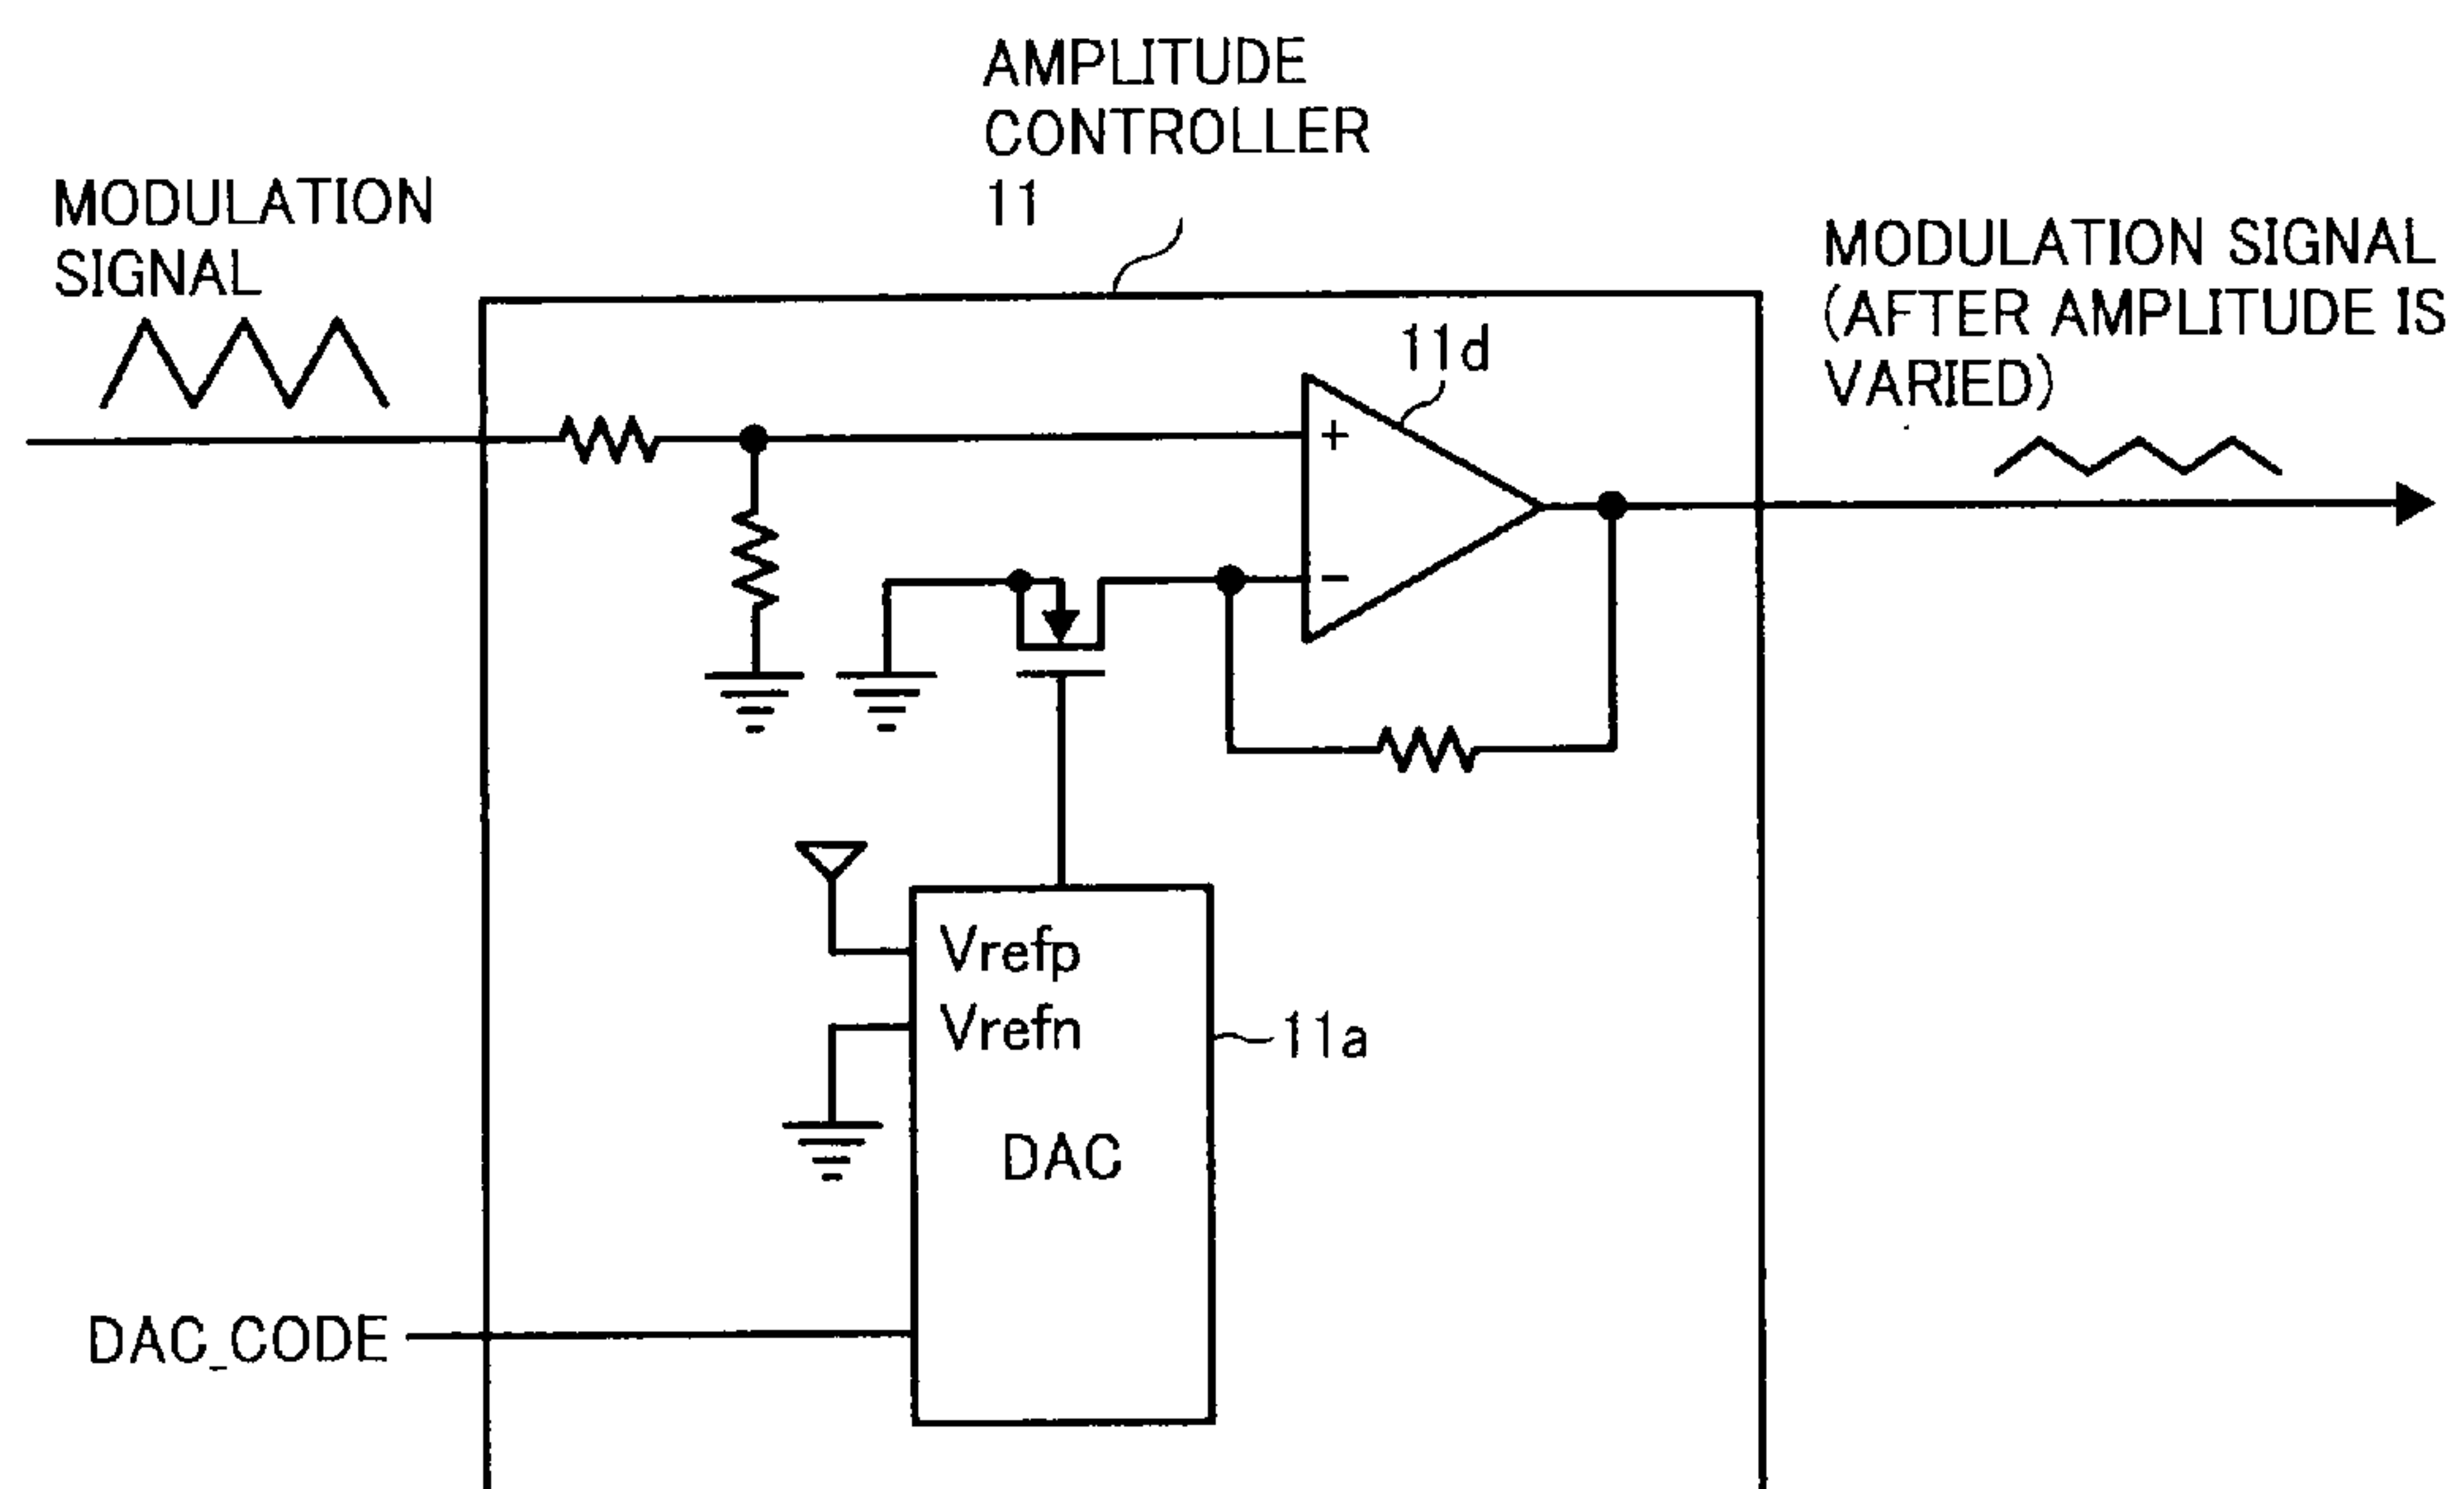 AMPLITUDE
CONTROLLER
11
MODULATION
SIGNAL
MODULATION SIGNAL
(AFTER AMPLITUDE IS
VARIED)
11d
+
−
Vrefp
Vrefn
11a
DAC
DAC_CODE